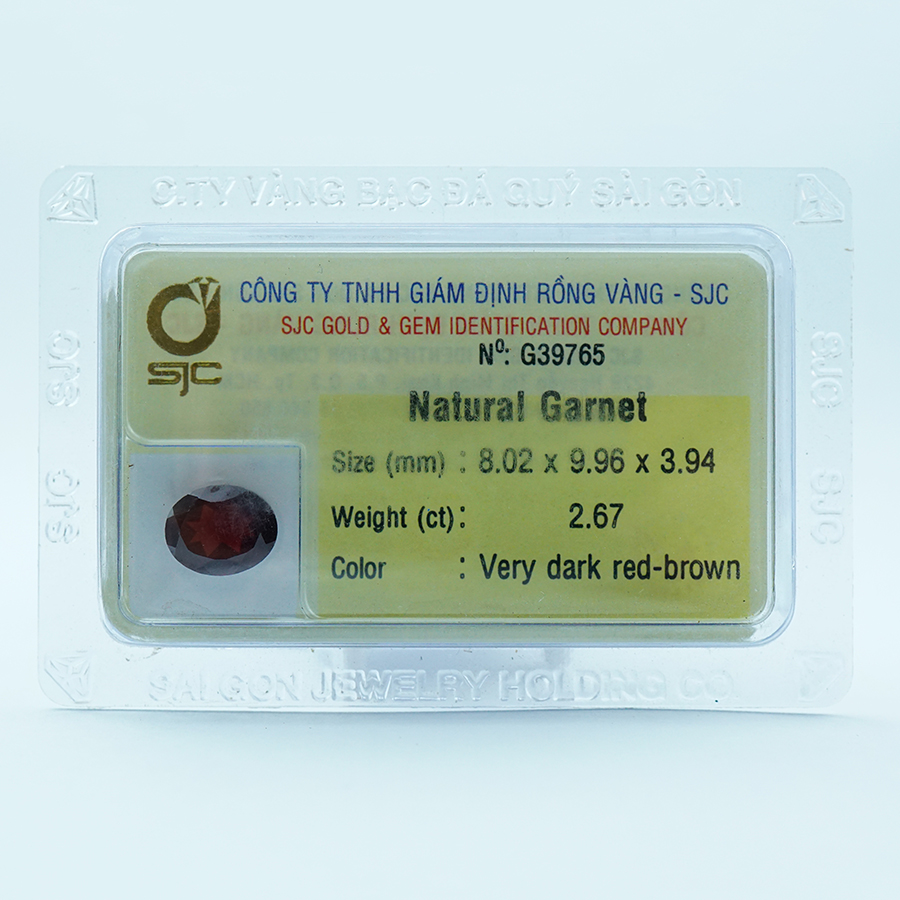 C.TY VÀNG BẠC ĐÁ QUÝ SÀI GÒN
CÔNG TY TNHH GIÁM ĐỊNH RỒNG VÀNG - SJC
SJC GOLD & GEM IDENTIFICATION COMPANY
Nº: G39765
SJC
Natural Garnet
Size (mm) : 8.02 x 9.96 x 3.94
Weight (ct): 2.67
Color : Very dark red-brown
SJC
SJC
SJC
SJC
SAI GON JEWELRY HOLDING CO